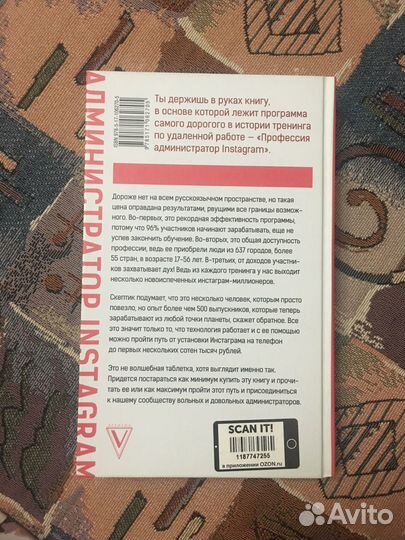 АДМИНИСТРАТОР INSTAGRAM
Ты держишь в руках книгу,
в основе которой лежит программа
самого дорогого в истории тренинга
по удаленной работе – «Профессия
администратор Instagram».
Дороже нет на всем русскоязычном пространстве, но такая
цена оправдана результатами, рвущими все границы возмож-
ного. Во-первых, это рекордная эффективность программы,
потому что 96% участников начинают зарабатывать, еще не
успев закончить обучение. Во-вторых, это общая доступность
профессии, ведь ее приобрели люди из 637 городов, более
55 стран, в возрасте 17–56 лет. В-третьих, от доходов участ-
ников захватывает дух! Ведь из каждого тренинга у нас выходит
несколько новоиспеченных инстаграм-миллионеров.
Скептик подумает, что это несколько человек, которым просто
повезло, но опыт более чем 500 выпускников, которые теперь
зарабатывают из любой точки планеты, скажет обратное. Все
это значит только то, что технология работает и с ее помощью
можно пройти путь от установки Инстаграма на телефон
до первых нескольких сотен тысяч рублей.
Это не волшебная таблетка, хотя выглядит именно так.
Придется постараться как минимум купить эту книгу и прочи-
тать ее или как максимум пройти этот путь и присоединиться
к нашему сообществу вольных и довольных администраторов.
SCAN IT!
1187747255
в приложении OZON.ru
Avito